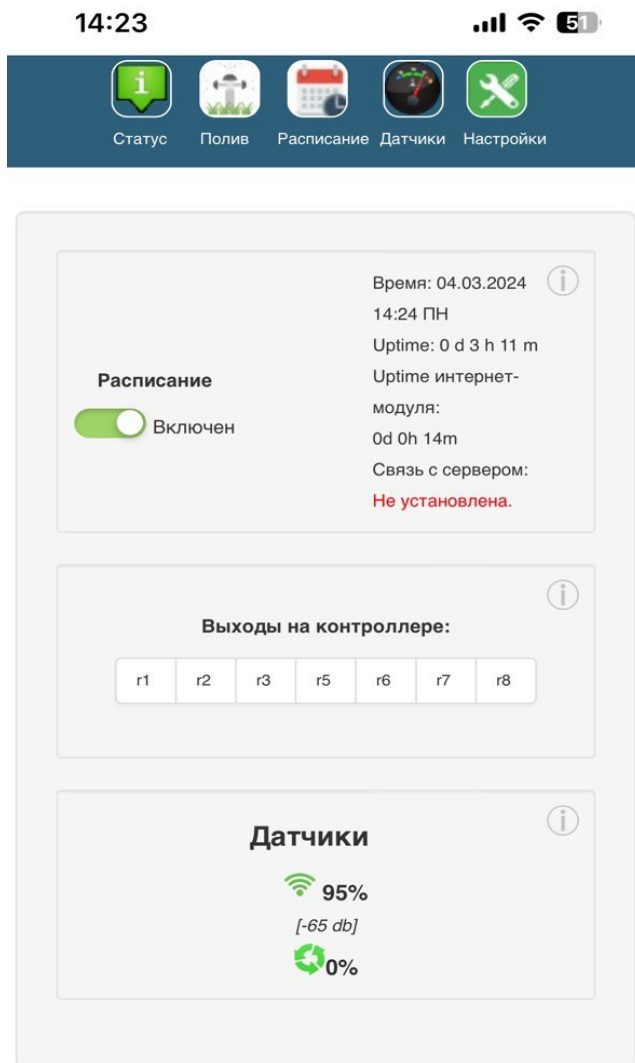 14:23
51
Статус Полив Расписание Датчики Настройки
Расписание
Включен
Время: 04.03.2024
14:24 ПН
Uptime: 0 d 3 h 11 m
Uptime интернет-
модуля:
0d 0h 14m
Связь с сервером:
Не установлена.
Выходы на контроллере:
r1 r2 r3 r5 r6 r7 r8
Датчики
95%
[-65 db]
0%